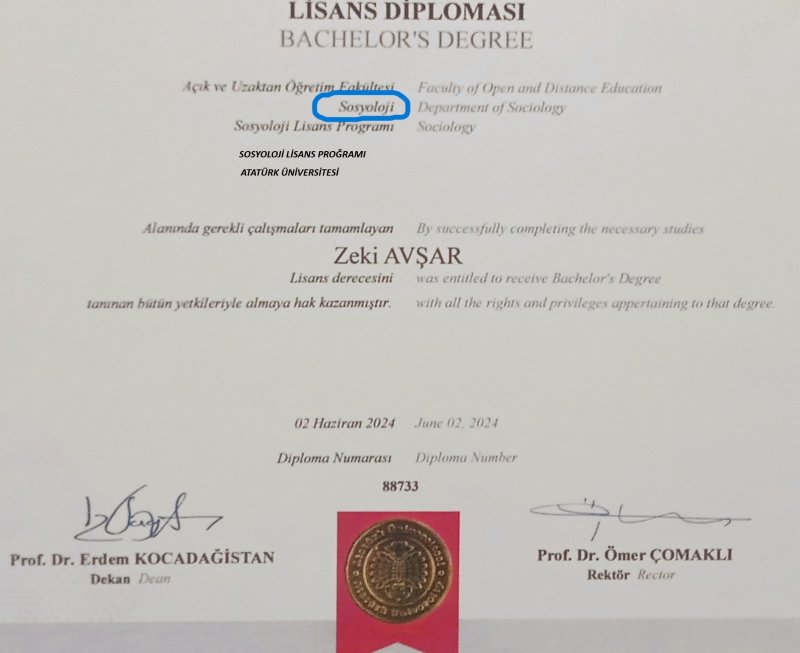 LİSANS DİPLOMASI
BACHELOR'S DEGREE
Açık ve Uzaktan Öğretim Fakültesi Faculty of Open and Distance Education
Sosyoloji Department of Sociology
Sosyoloji Lisans Programı Sociology
SOSYOLOJİ LİSANS PROĞRAMI
ATATÜRK ÜNİVERSİTESİ
Alanında gerekli çalışmaları tamamlayan By successfully completing the necessary studies
Zeki AVŞAR
Lisans derecesini was entitled to receive Bachelor's Degree
tanınan bütün yetkileriyle almaya hak kazanmıştır. with all the rights and privileges appertaining to that degree
02 Haziran 2024 June 02, 2024
Diploma Numarası Diploma Number
88733
Prof. Dr. Erdem KOCADAĞİSTAN
Dekan Dean
Prof. Dr. Ömer ÇOMAKLI
Rektör Rector